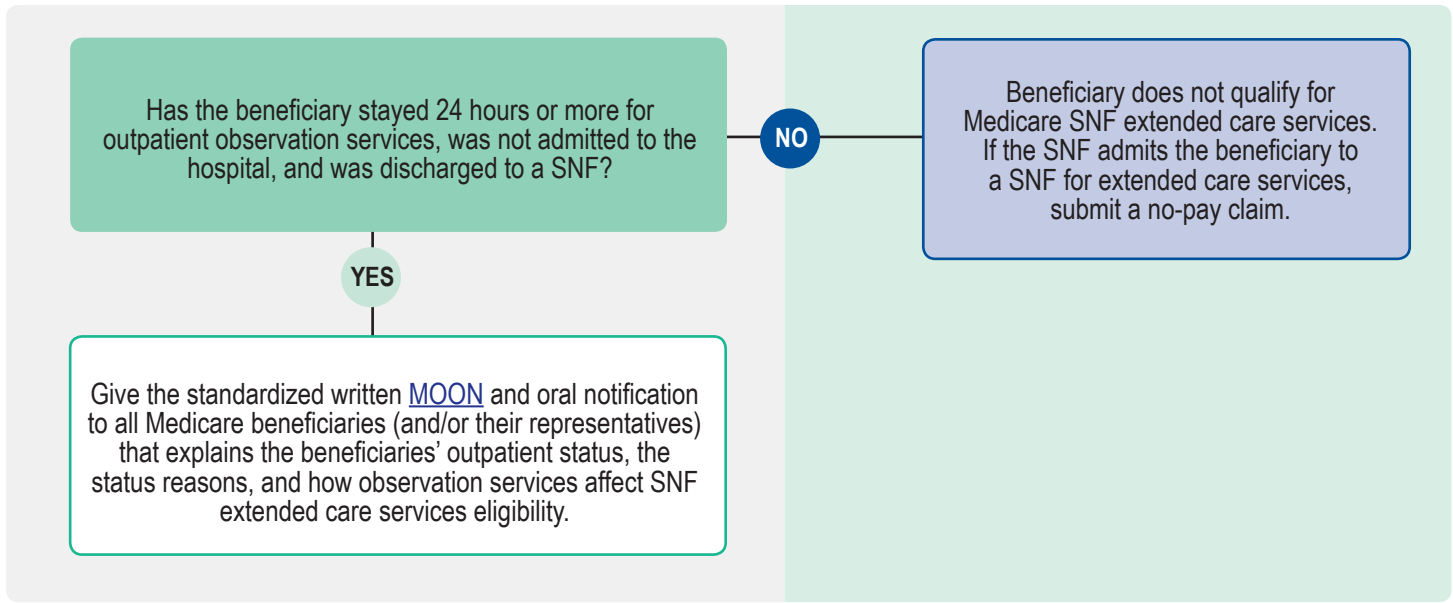 Has the beneficiary stayed 24 hours or more for
outpatient observation services, was not admitted to the
hospital, and was discharged to a SNF?
NO
Beneficiary does not qualify for
Medicare SNF extended care services.
If the SNF admits the beneficiary to
a SNF for extended care services,
submit a no-pay claim.
YES
Give the standardized written MOON and oral notification
to all Medicare beneficiaries (and/or their representatives)
that explains the beneficiaries’ outpatient status, the
status reasons, and how observation services affect SNF
extended care services eligibility.